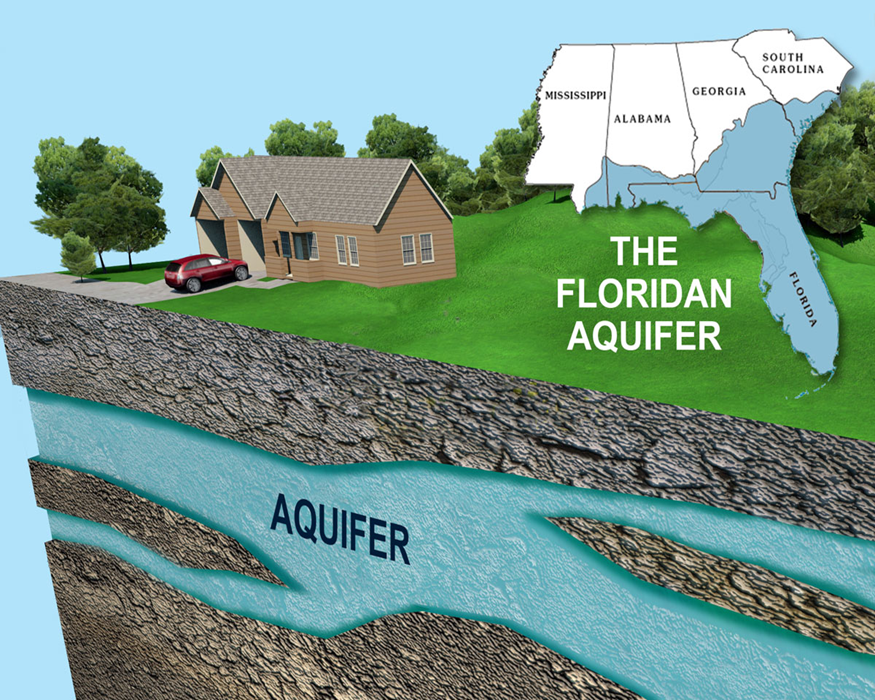 SOUTH
CAROLINA
MISSISSIPPI
ALABAMA
GEORGIA
FLORIDA
THE
FLORIDAN
AQUIFER
AQUIFER